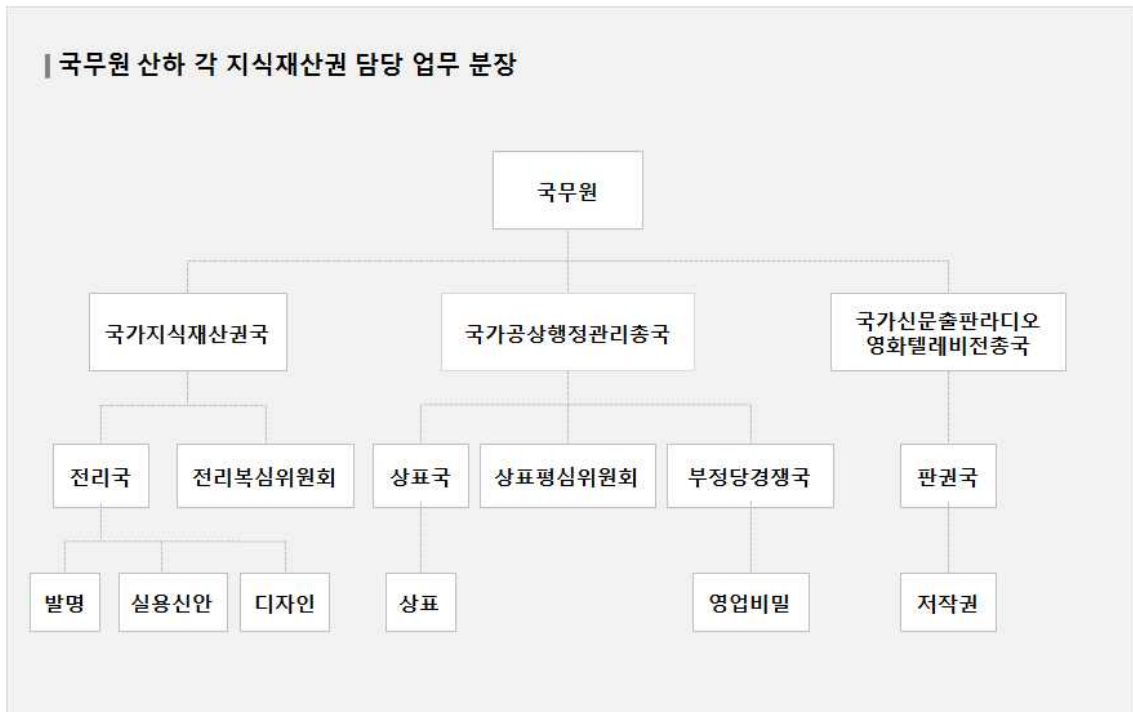 국무원 산하 각 지식재산권 담당 업무 분장
국무원
국가지식재산권국
국가공상행정관리총국
국가신문출판라디오
영화텔레비전총국
전리국
전리복심위원회
상표국
상표평심위원회
부정당경쟁국
판권국
발명
실용신안
디자인
상표
영업비밀
저작권